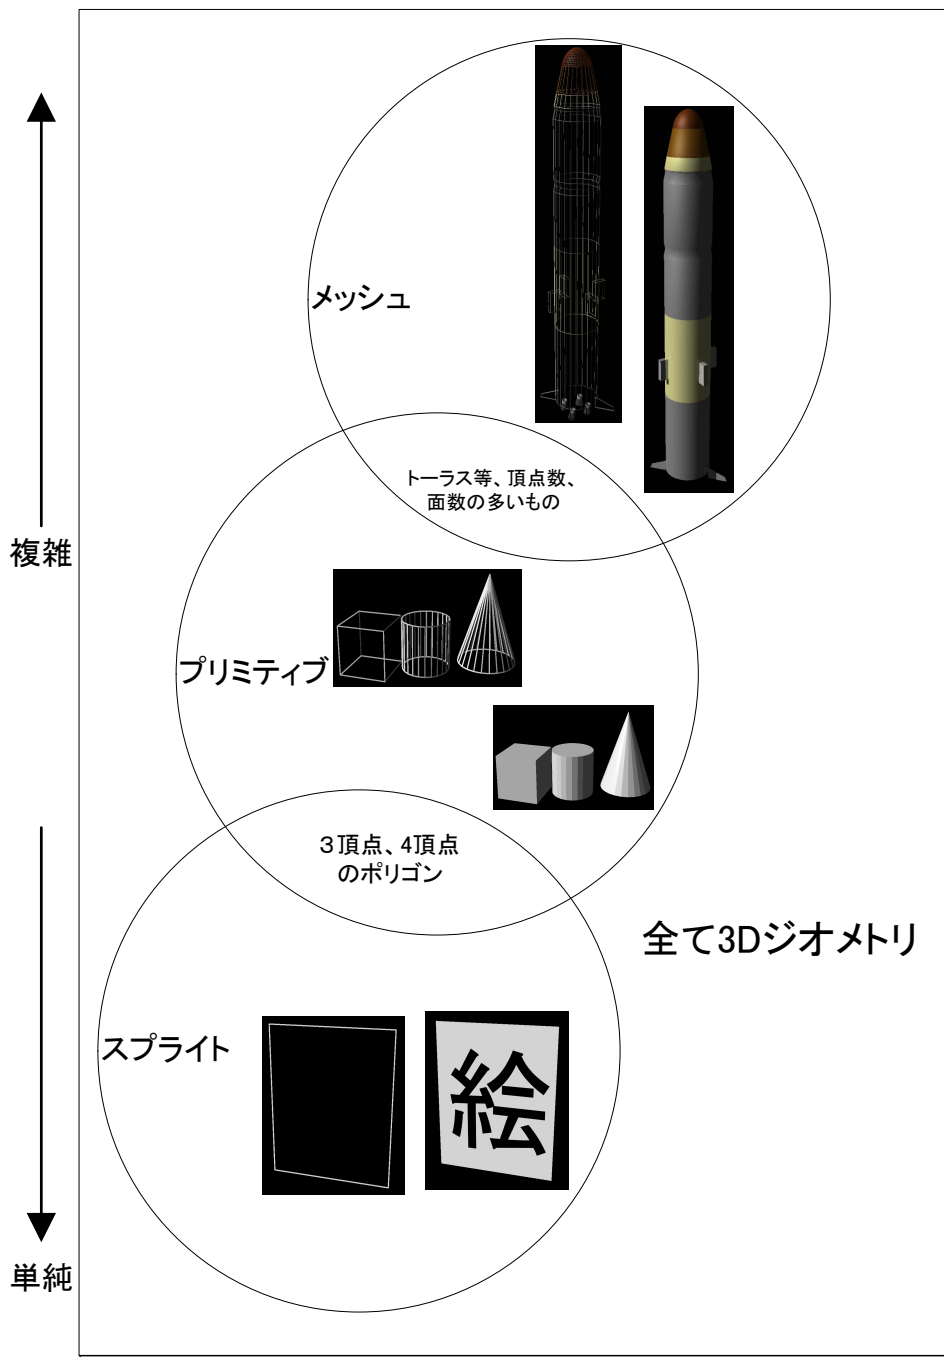 メッシュ
トーラス等、頂点数、
面数の多いもの
複雑
プリミティブ
３頂点、4頂点
のポリゴン
全て3Dジオメトリ
スプライト
絵
単純